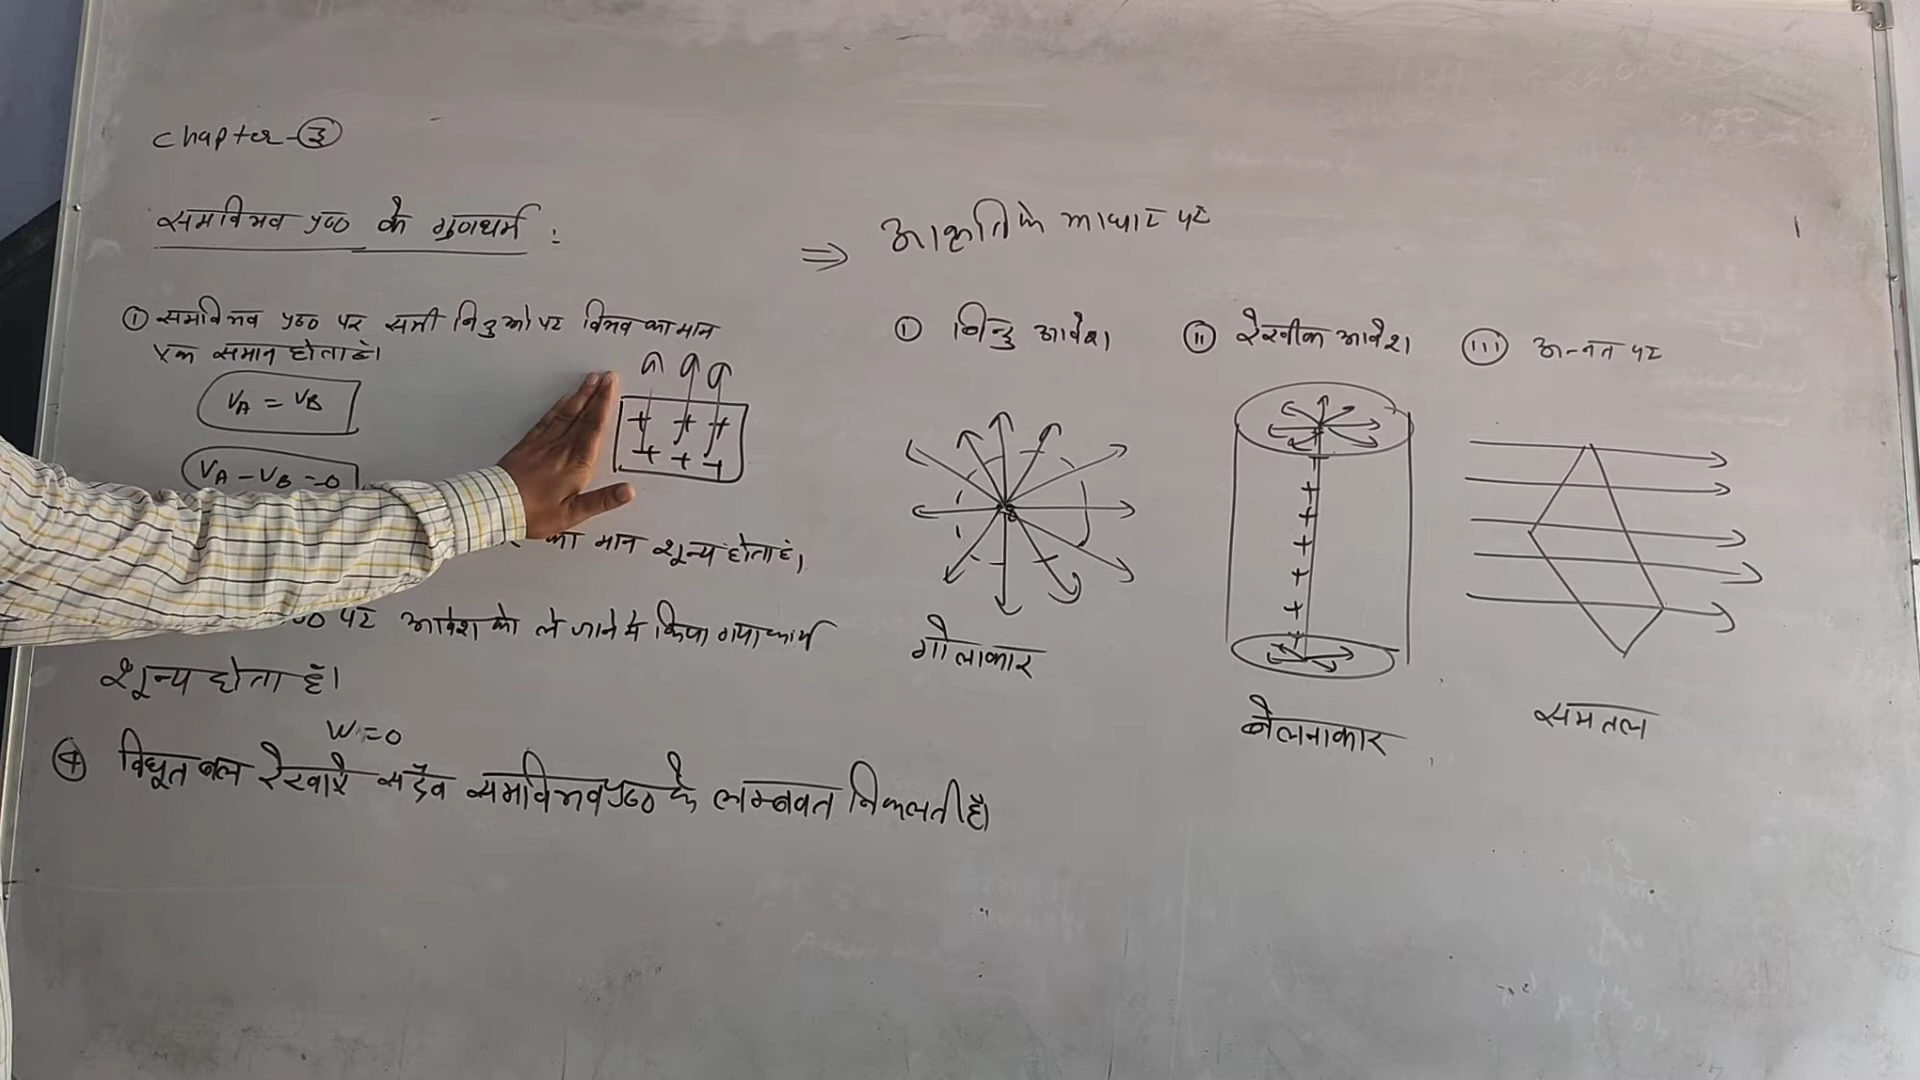 Chapter-③
समविभव पृष्ठ के गुणधर्म :
① समविभव पृष्ठ पर सभी बिन्दुओ पर विभव का मान
एक समान होता है।
VA = VB
VA - VB = 0
का मान शून्य होता है।
पर आवेश को ले जाने मे किया गया कार्य
शून्य होता है।
W = 0
④ विधूत बल रेखाऐ सदैव समविभव पृष्ठ के लम्बवत निकलती है।
⇒ आकृति के आधार पर
① बिन्दु आवेश
गोलाकार
(ii) रेखीक आवेश
बेलनाकार
(iii) अनन्त पर
समतल